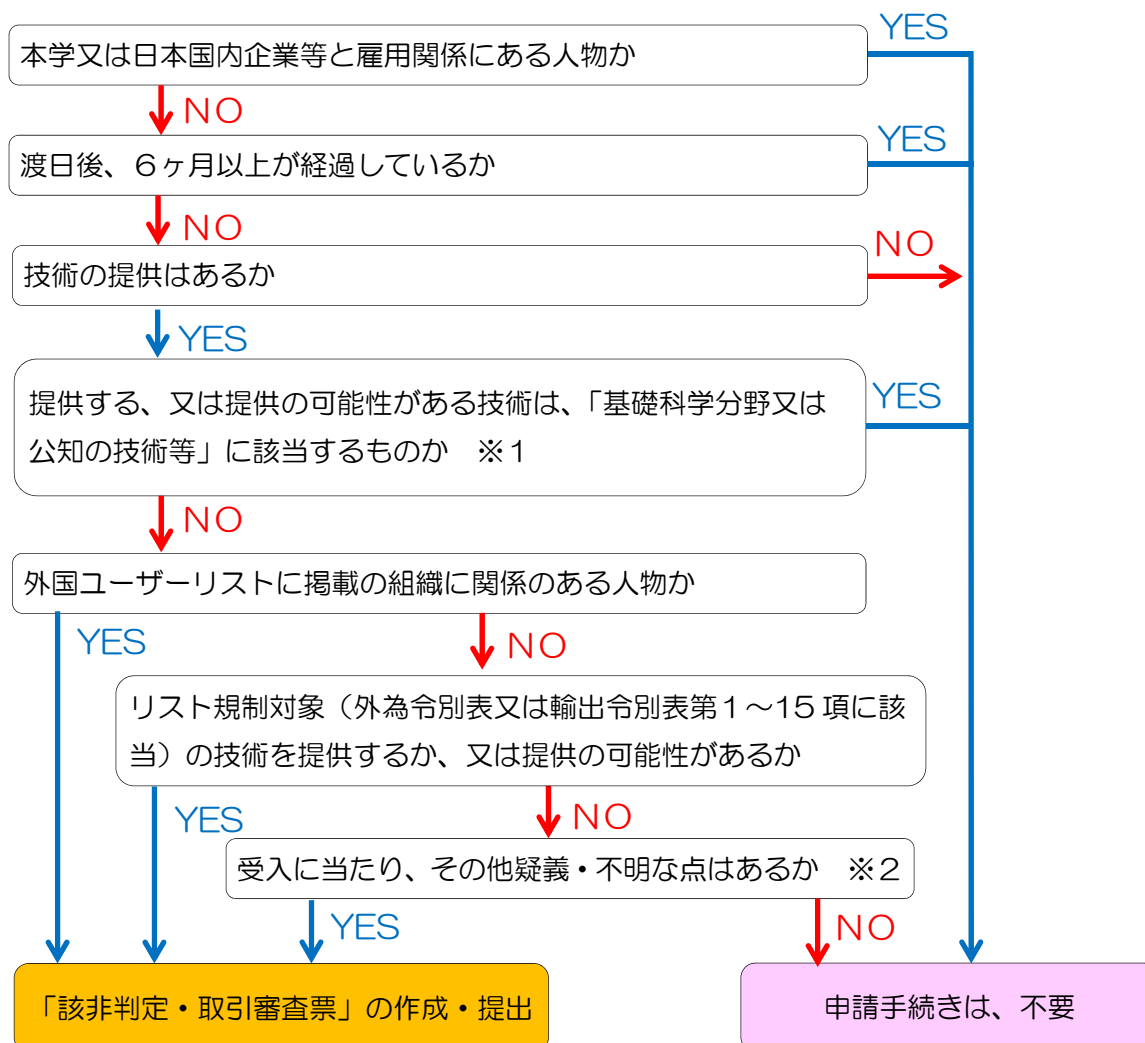 本学又は日本国内企業等と雇用関係にある人物か
YES
NO
渡日後、6ヶ月以上が経過しているか
YES
NO
技術の提供はあるか
NO
YES
提供する、又は提供の可能性がある技術は、「基礎科学分野又は
公知の技術等」に該当するものか ※1
YES
NO
外国ユーザーリストに掲載の組織に関係のある人物か
YES
NO
リスト規制対象(外為令別表又は輸出令別表第1~15項に該
当)の技術を提供するか、又は提供の可能性があるか
YES
NO
受入に当たり、その他疑義・不明な点はあるか ※2
YES
NO
「該非判定・取引審査票」の作成・提出
申請手続きは、不要